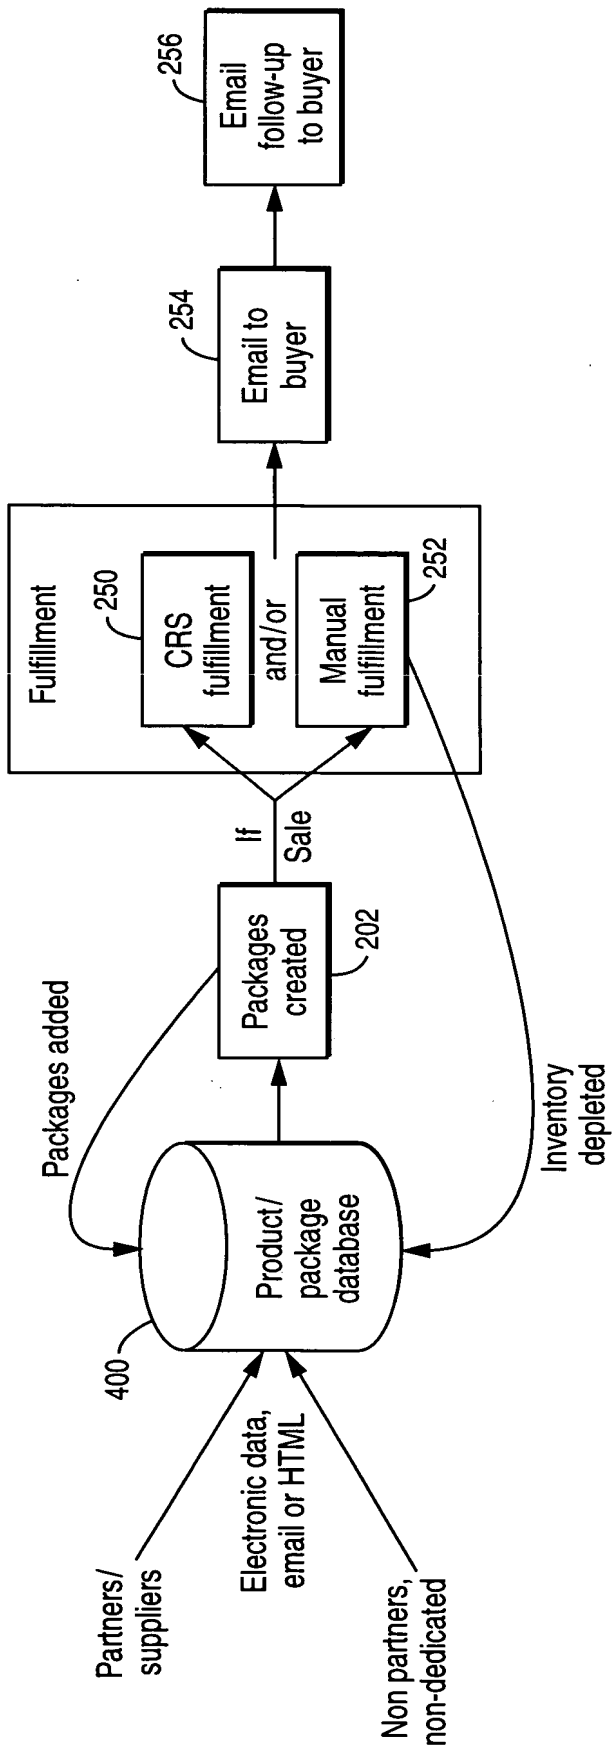 Partners/
suppliers
Electronic data,
email or HTML
Non partners,
non-dedicated
400
Product/
package
database
Packages added
Packages
created
202
If
Sale
Inventory
depleted
Fulfillment
250
CRS
fulfillment
and/or
Manual
fulfillment
252
254
Email to
buyer
256
Email
follow-up
to buyer